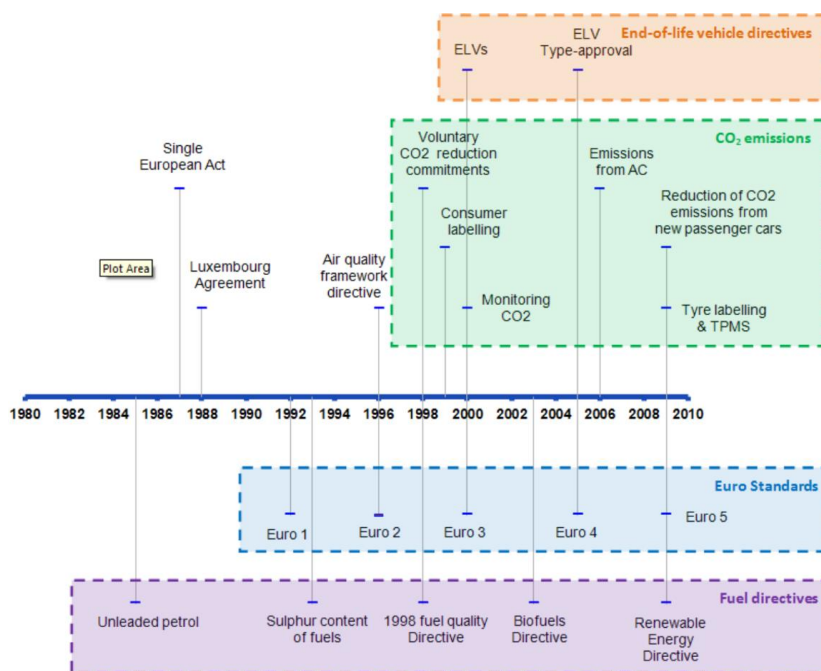 End-of-life vehicle directives
ELVs
ELV
Type-approval
CO₂ emissions
Single
European Act
Voluntary
CO2 reduction
commitments
Emissions
from AC
Reduction of CO2
emissions from
new passenger cars
Consumer
labelling
Plot Area
Luxembourg
Agreement
Air quality
framework
directive
Monitoring
CO2
Tyre labelling
& TPMS
1980 1982 1984 1986 1988 1990 1992 1994 1996 1998 2000 2002 2004 2006 2008 2010
Euro Standards
Euro 1
Euro 2
Euro 3
Euro 4
Euro 5
Fuel directives
Unleaded petrol
Sulphur content
of fuels
1998 fuel quality
Directive
Biofuels
Directive
Renewable
Energy
Directive